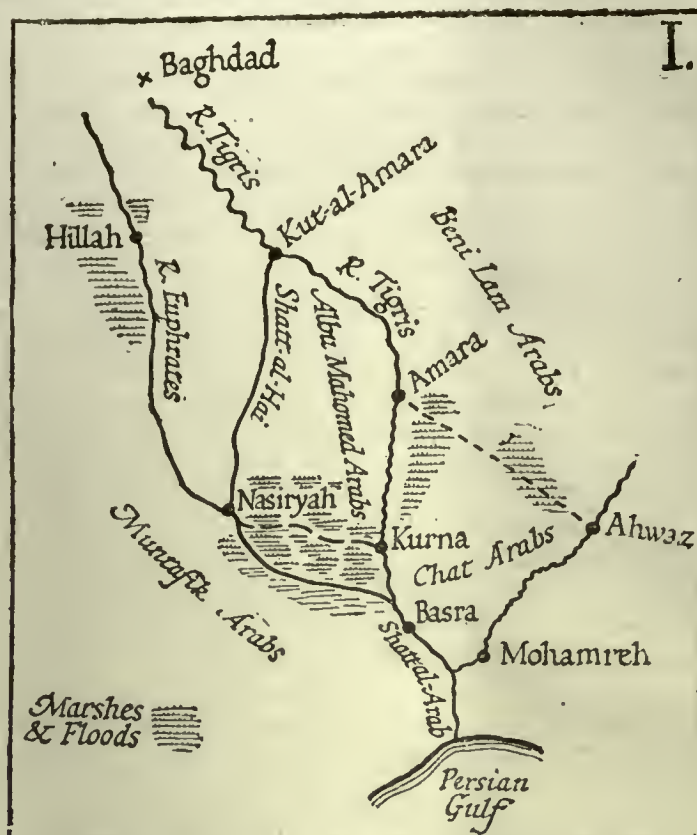 I.
Baghdad
R. Tigris
Kut-al-Amara
Hillah
R. Euphrates
Shatt-al-Hai
Albu Mahomed Arabs
R. Tigris
Beni Lam Arabs
Amara
Nasiryah
Kurna
Chat Arabs
Ahwaz
Muntafik Arabs
Basra
Shatt-al-Arab
Mohamreh
Marshes
& Floods
Persian
Gulf